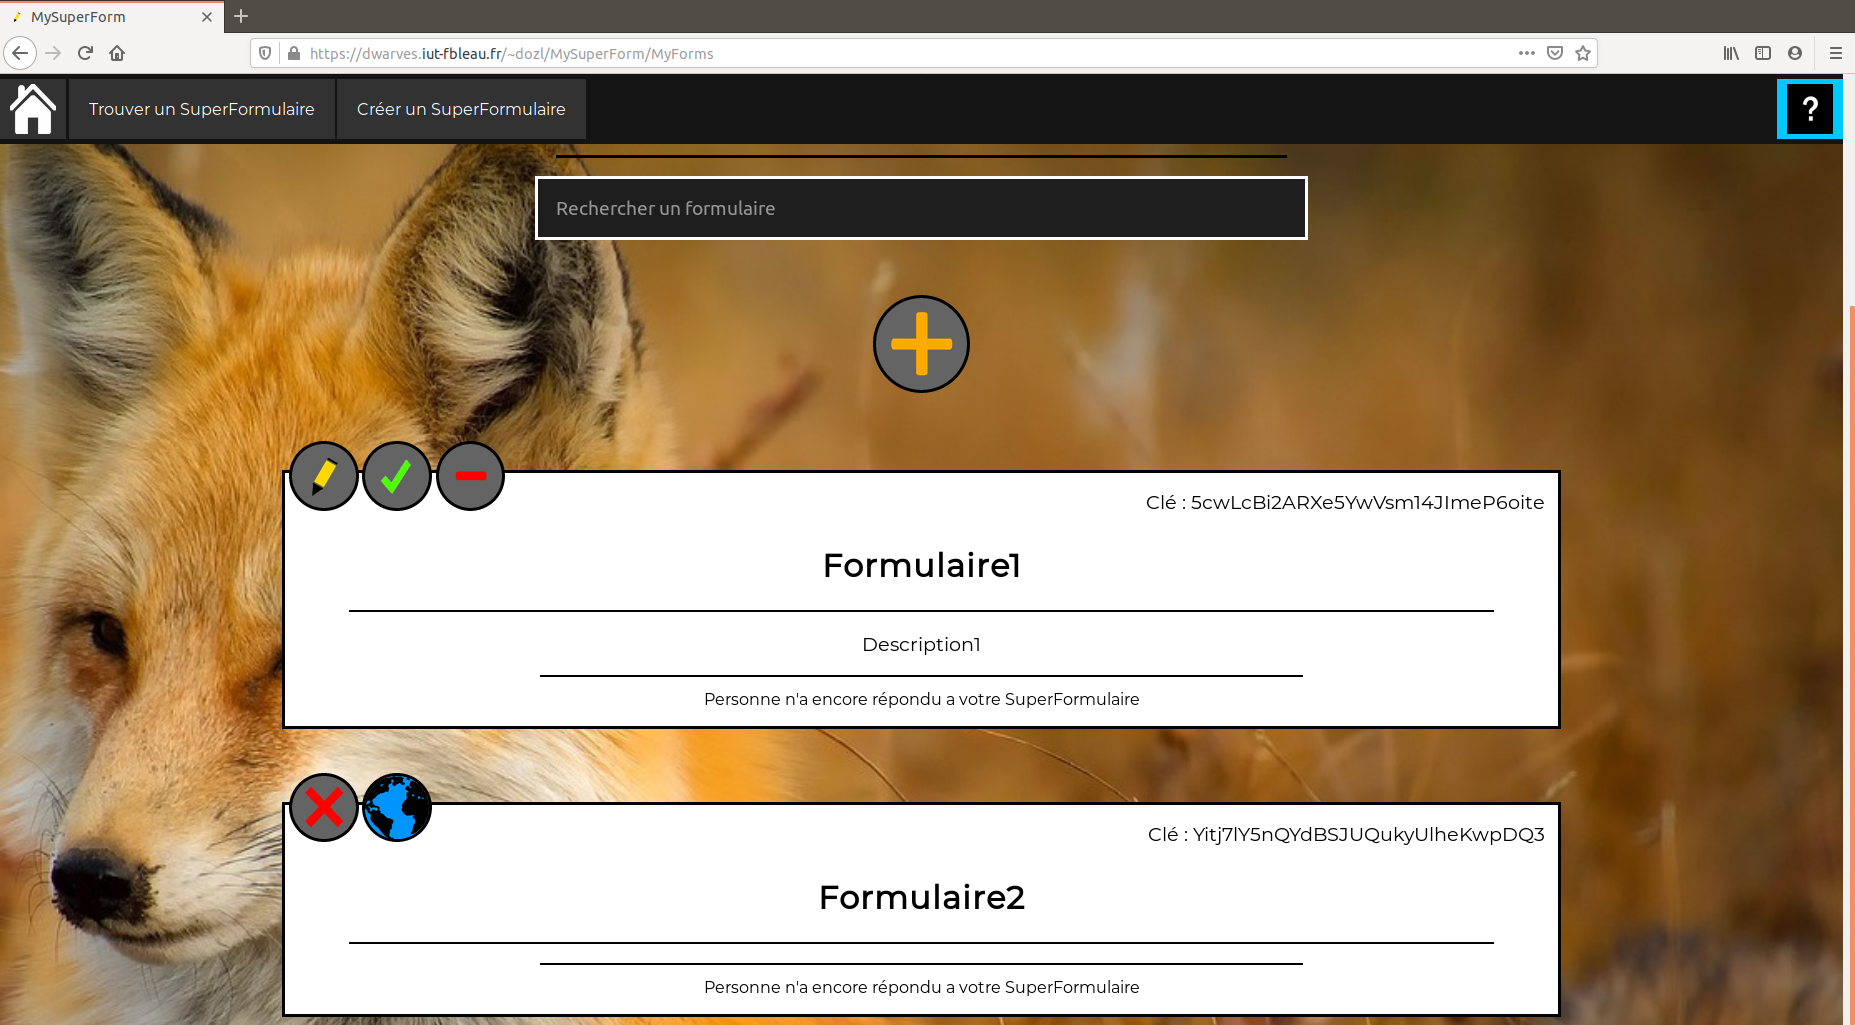 MySuperForm
https://dwarves.iut-fbleau.fr/~dozl/MySuperForm/MyForms
Trouver un SuperFormulaire
Créer un SuperFormulaire
?
Rechercher un formulaire
Clé : 5cwLcBi2ARXe5YwVsm14JImeP6oite
Formulaire1
Description1
Personne n'a encore répondu a votre SuperFormulaire
Clé : Yitj7lY5nQYdBSJUQukyUlheKwpDQ3
Formulaire2
Personne n'a encore répondu a votre SuperFormulaire